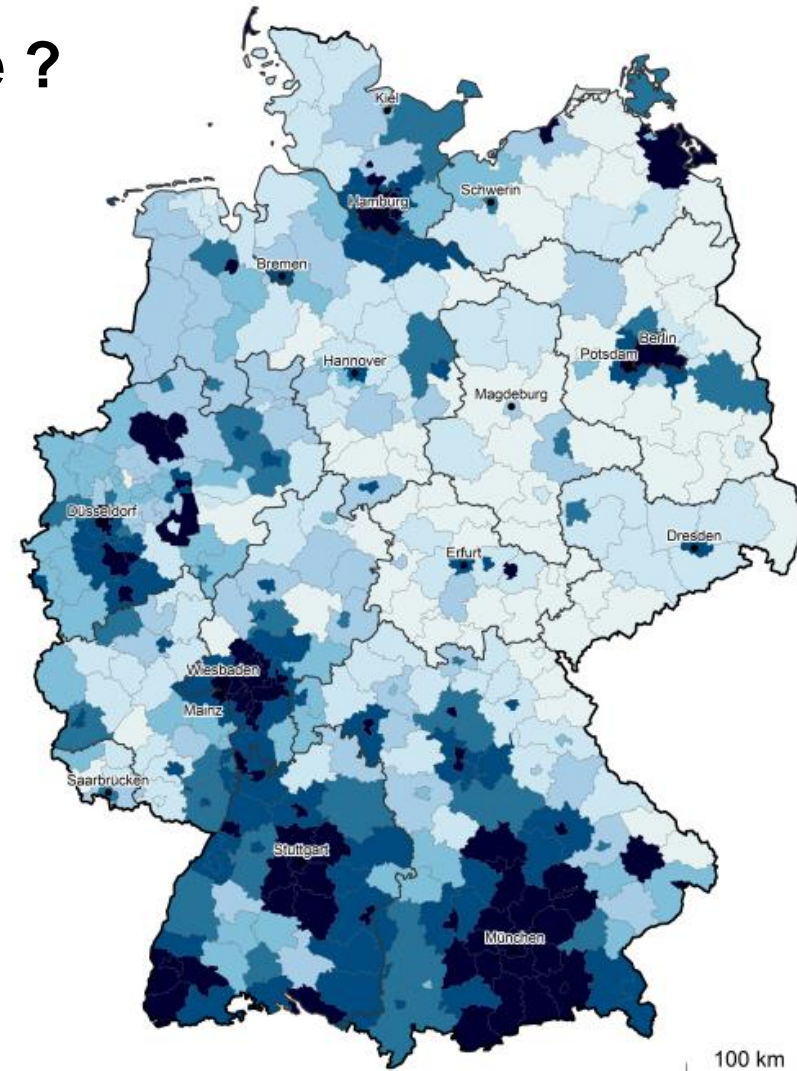 e ?
Kiel
Schwerin
Hamburg
Bremen
Berlin
Potsdam
Hannover
Magdeburg
Düsseldorf
Dresden
Erfurt
Wiesbaden
Mainz
Saarbrücken
Stuttgart
München
100 km